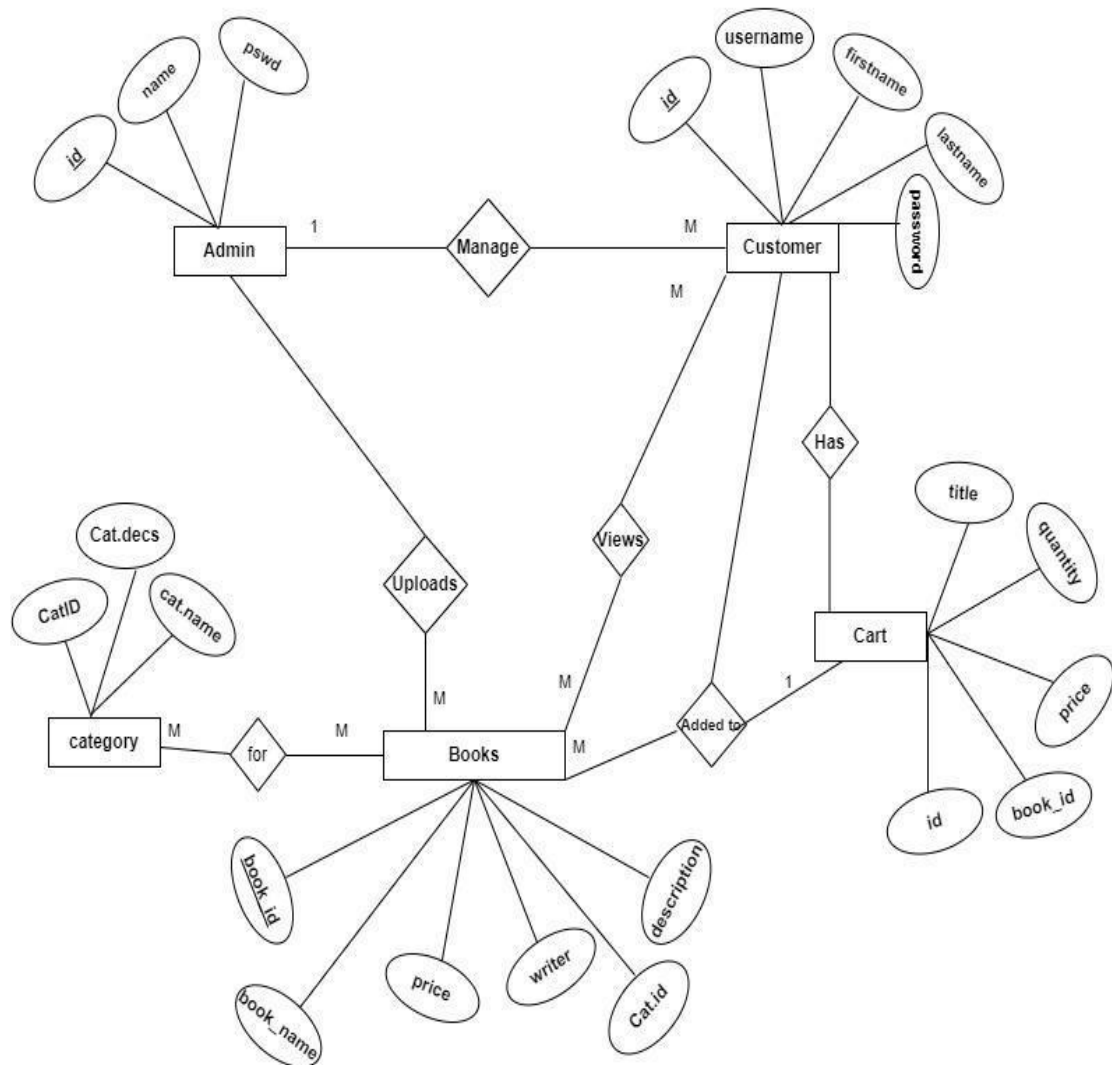 pswd
username
name
firstname
id
id
lastname
password
1
M
Admin
Manage
Customer
M
Has
title
Cat.decs
Views
quantity
Uploads
CatID
cat.name
Cart
M
1
M
price
M
M
category
for
M
Added to
Books
book_id
id
book_id
description
writer
price
Cat.id
book_name